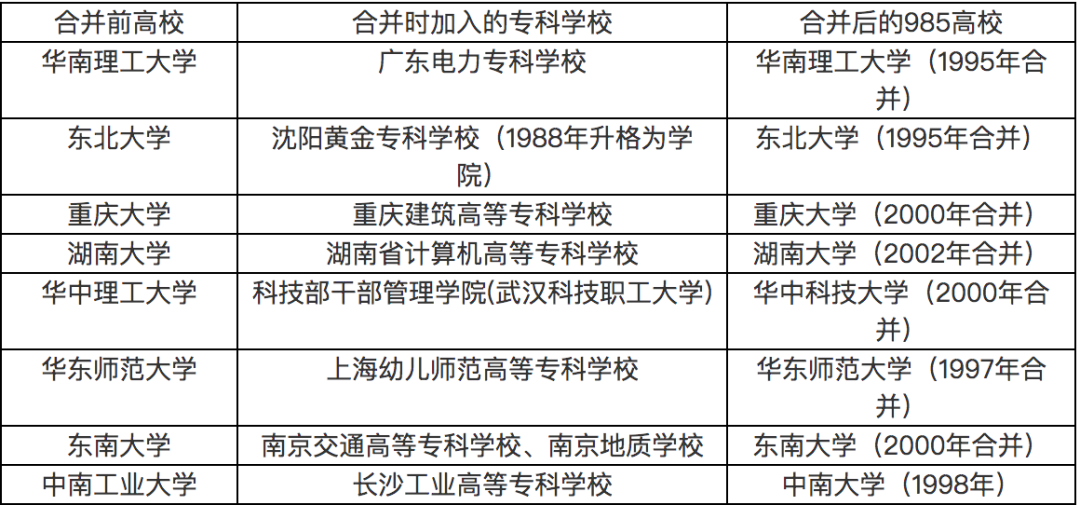 合并前高校 合并时加入的专科学校 合并后的985高校
华南理工大学 广东电力专科学校 华南理工大学（1995年合
并）
东北大学 沈阳黄金专科学校（1988年升格为学 东北大学（1995年合并）
院）
重庆大学 重庆建筑高等专科学校 重庆大学（2000年合并）
湖南大学 湖南省计算机高等专科学校 湖南大学（2002年合并）
华中理工大学 科技部干部管理学院(武汉科技职工大学) 华中科技大学（2000年合
并）
华东师范大学 上海幼儿师范高等专科学校 华东师范大学（1997年合
并）
东南大学 南京交通高等专科学校、南京地质学校 东南大学（2000年合并）
中南工业大学 长沙工业高等专科学校 中南大学（1998年）